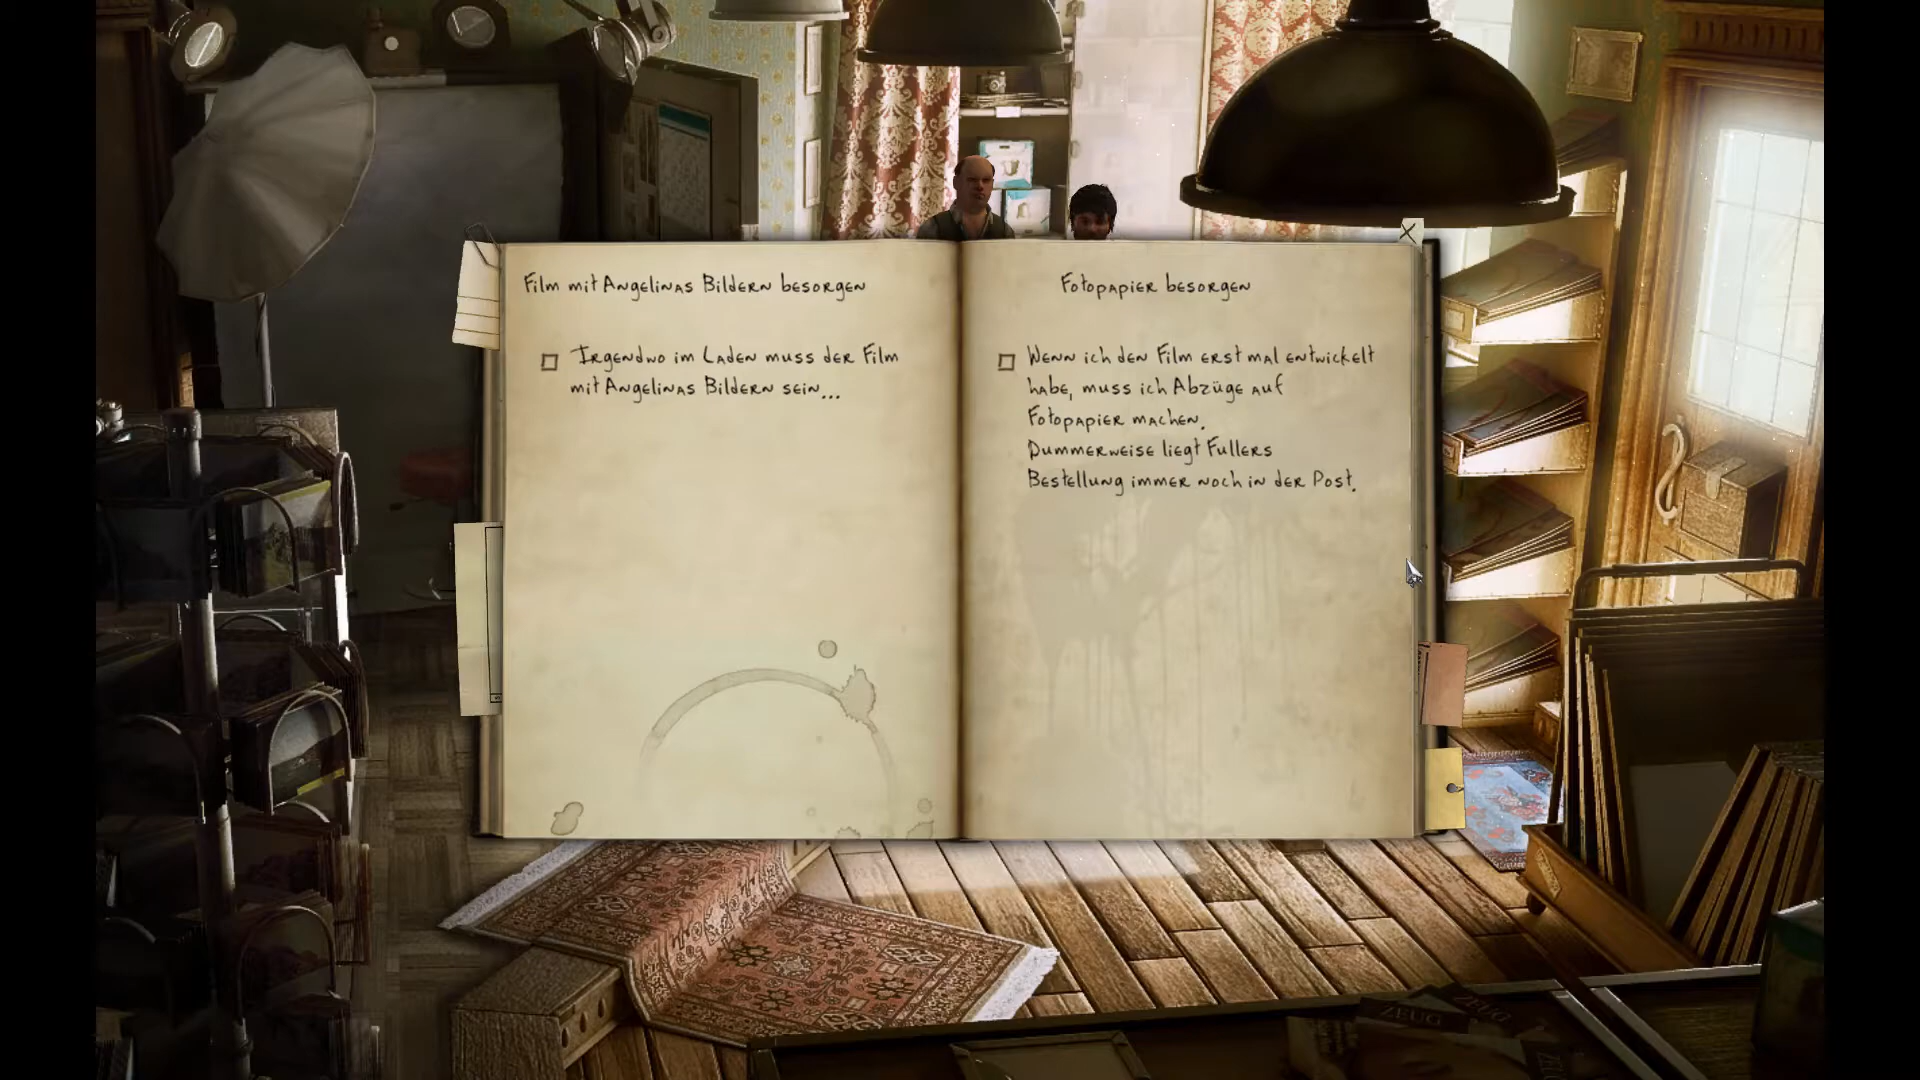 Film mit Angelinas Bildern besorgen
Irgendwo im Laden muss der Film
mit Angelinas Bildern sein...
Fotopapier besorgen
Wenn ich den Film erst mal entwickelt
habe, muss ich Abzüge auf
Fotopapier machen.
Dummerweise liegt Fullers
Bestellung immer noch in der Post.